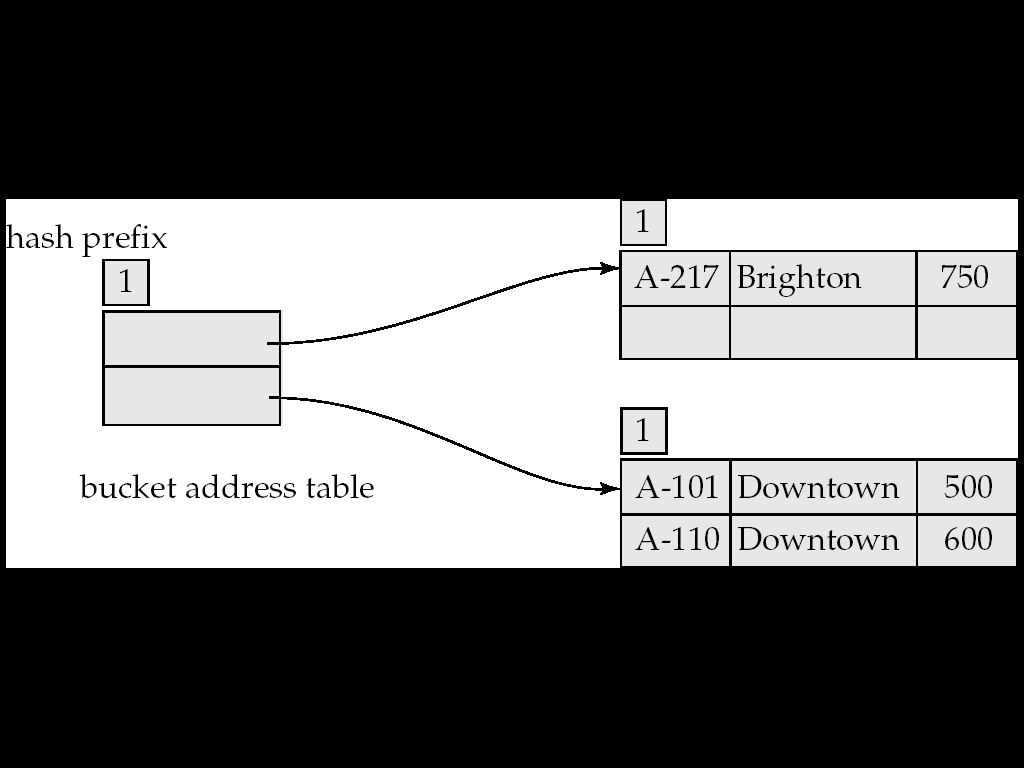 hash prefix
1
bucket address table
1
A-217 Brighton 750
1
A-101 Downtown 500
A-110 Downtown 600